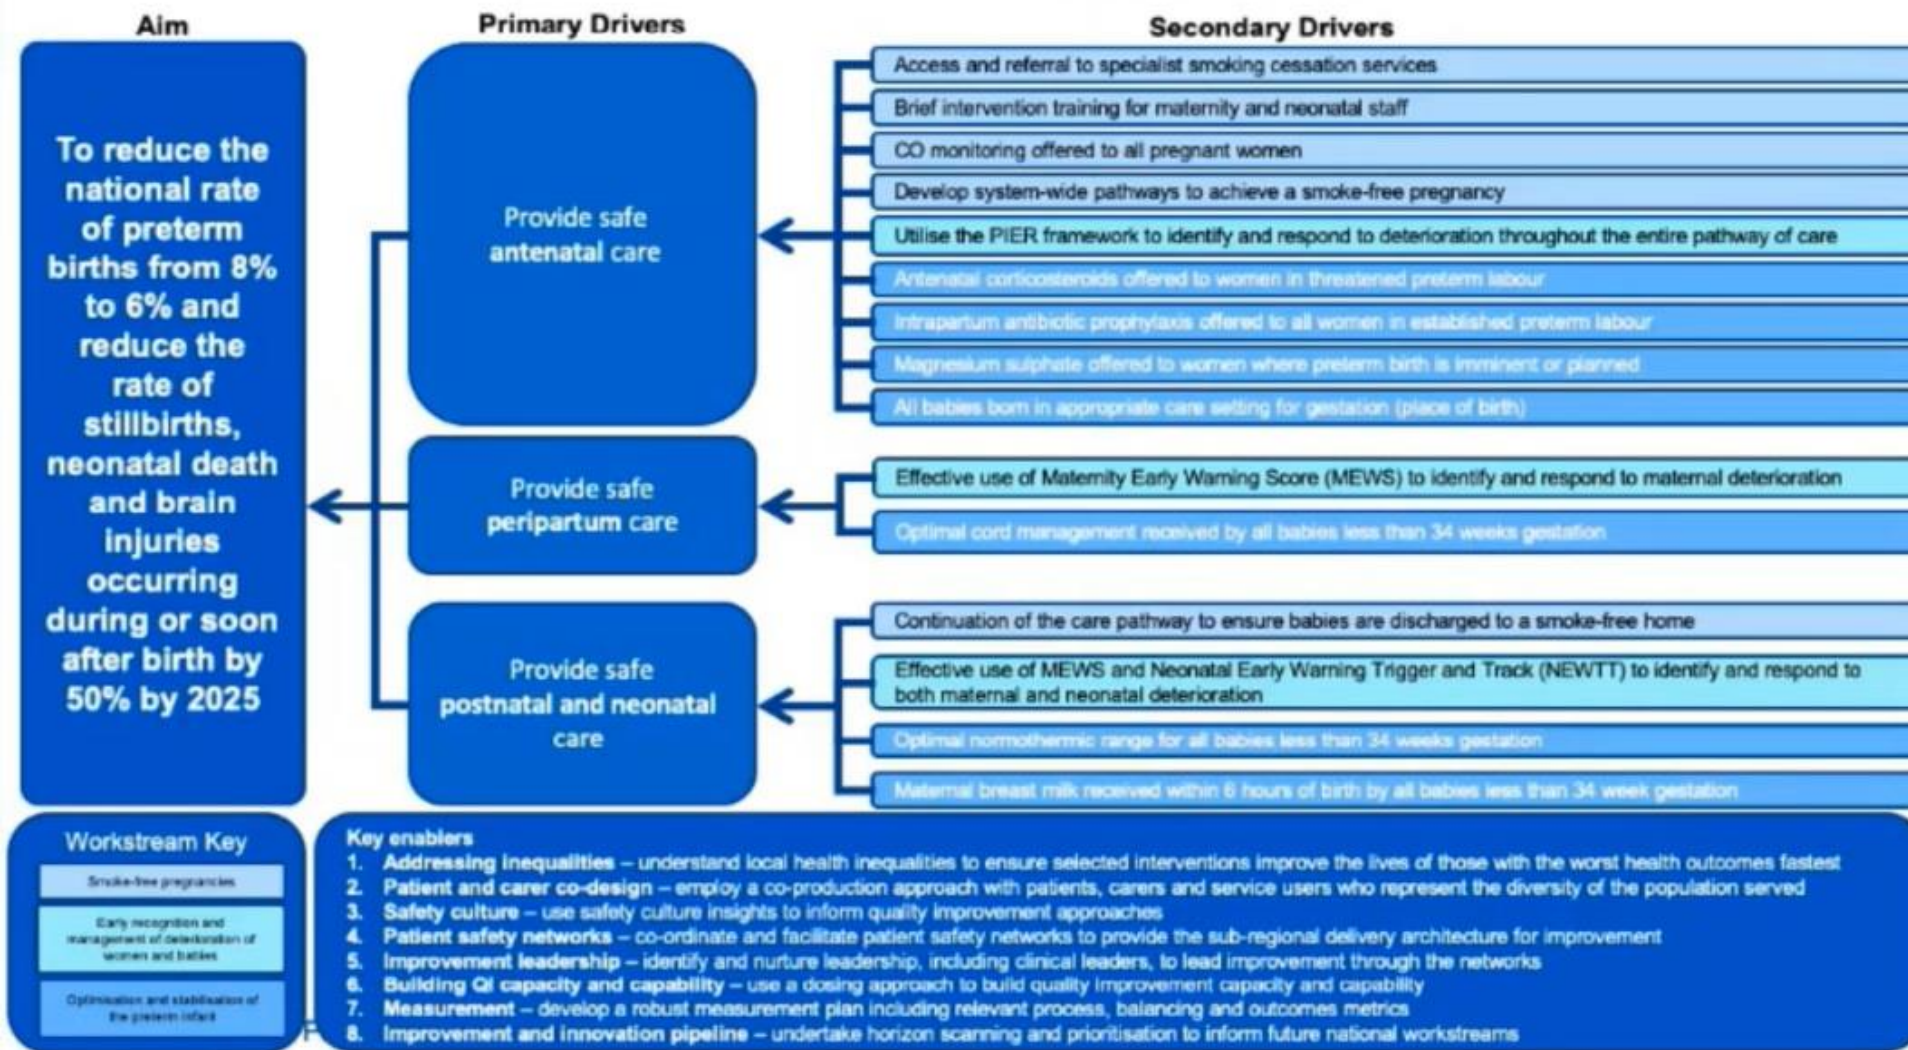 Aim
Primary Drivers
Secondary Drivers
To reduce the
national rate
of preterm
births from 8%
to 6% and
reduce the
rate of
stillbirths,
neonatal death
and brain
injuries
occurring
during or soon
after birth by
50% by 2025
Provide safe
antenatal care
Access and referral to specialist smoking cessation services
Brief intervention training for maternity and neonatal staff
CO monitoring offered to all pregnant women
Develop system-wide pathways to achieve a smoke-free pregnancy
Utilise the PIER framework to identify and respond to deterioration throughout the entire pathway of care
Antenatal corticosteroids offered to women in threatened preterm labour
Intrapartum antibiotic prophylaxis offered to all women in established preterm labour
Magnesium sulphate offered to women where preterm birth is imminent or planned
All babies born in appropriate care setting for gestation (place of birth)
Provide safe
peripartum care
Effective use of Maternity Early Warning Score (MEWS) to identify and respond to maternal deterioration
Optimal cord management received by all babies less than 34 weeks gestation
Provide safe
postnatal and neonatal
care
Continuation of the care pathway to ensure babies are discharged to a smoke-free home
Effective use of MEWS and Neonatal Early Warning Trigger and Track (NEWTT) to identify and respond to
both maternal and neonatal deterioration
Optimal normothermic range for all babies less than 34 weeks gestation
Maternal breast milk received within 6 hours of birth by all babies less than 34 week gestation
Workstream Key
Smoke-free pregnancies
Early recognition and
management of deterioration of
women and babies
Optimisation and stabilisation of
the preterm infant
Key enablers
1. Addressing inequalities – understand local health inequalities to ensure selected interventions improve the lives of those with the worst health outcomes fastest
2. Patient and carer co-design – employ a co-production approach with patients, carers and service users who represent the diversity of the population served
3. Safety culture – use safety culture insights to inform quality improvement approaches
4. Patient safety networks – co-ordinate and facilitate patient safety networks to provide the sub-regional delivery architecture for improvement
5. Improvement leadership – identify and nurture leadership, including clinical leaders, to lead improvement through the networks
6. Building QI capacity and capability – use a dosing approach to build quality improvement capacity and capability
7. Measurement – develop a robust measurement plan including relevant process, balancing and outcomes metrics
8. Improvement and innovation pipeline – undertake horizon scanning and prioritisation to inform future national workstreams